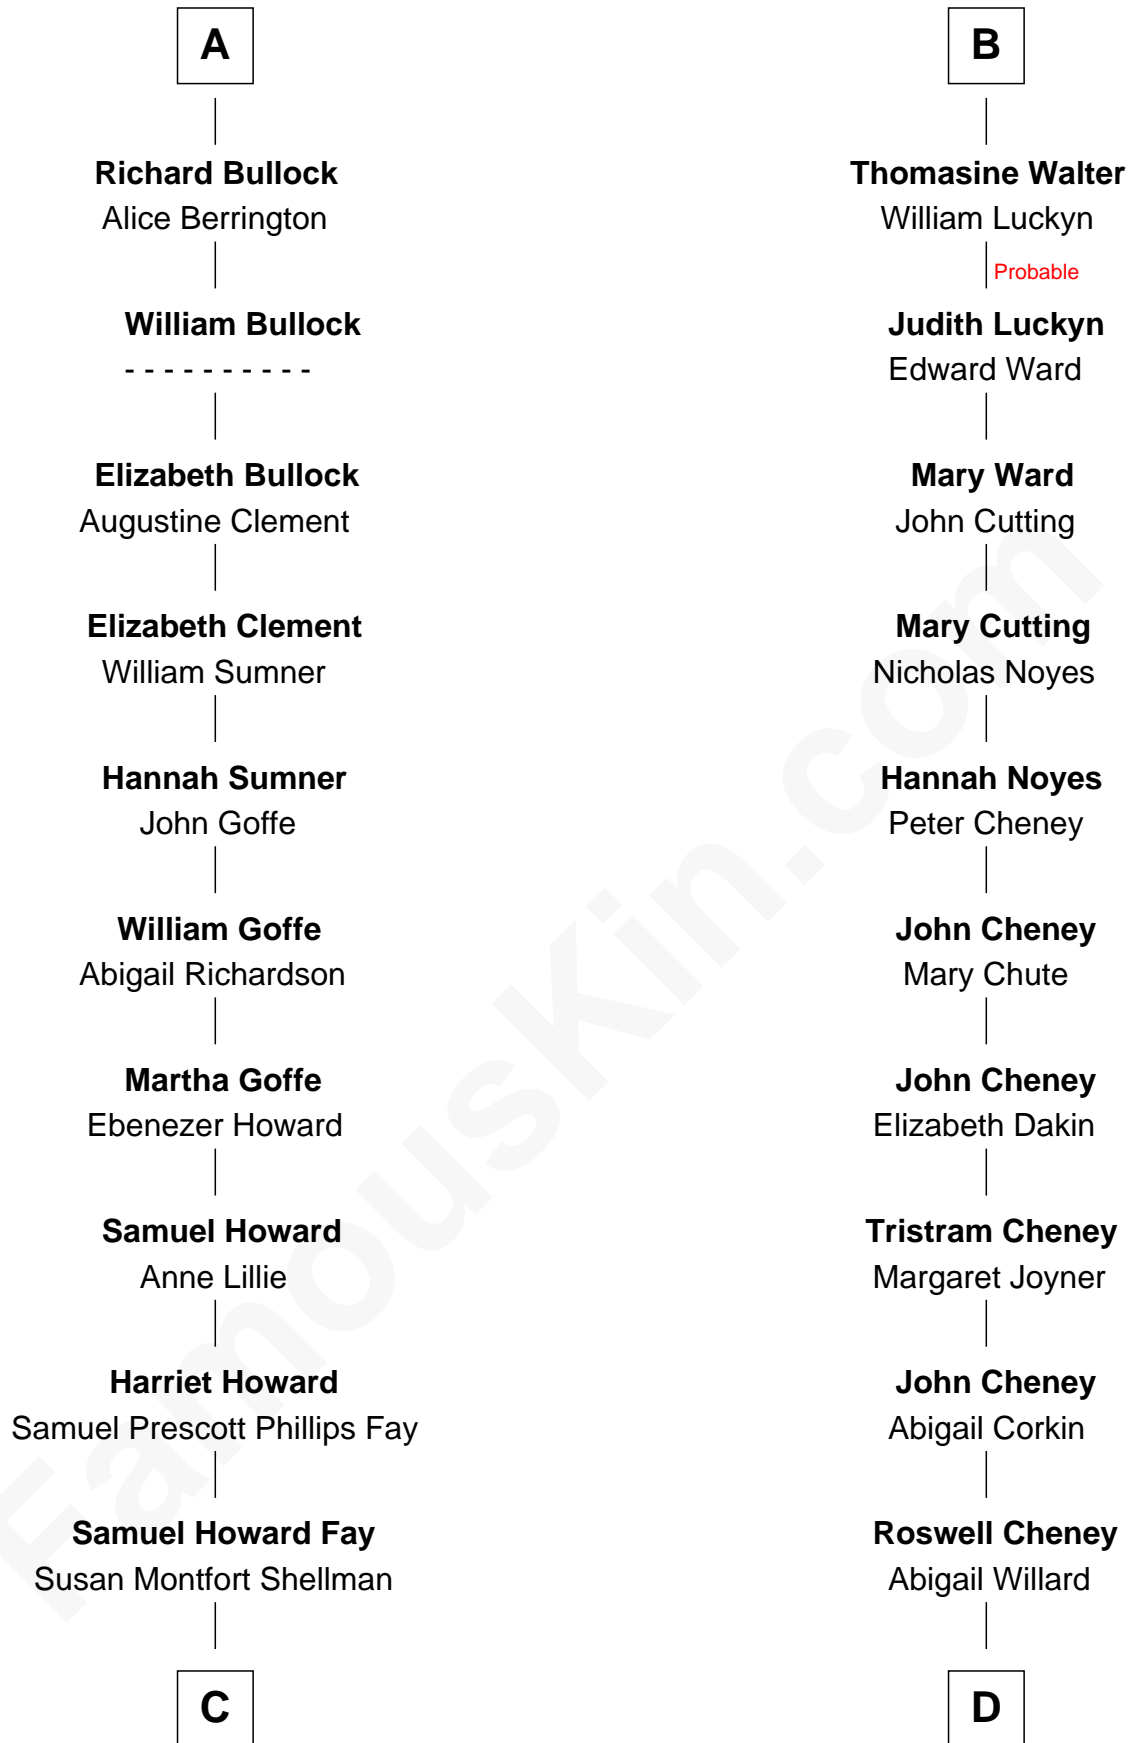 A
Richard Bullock
Alice Berrington
William Bullock
- - - - - - - - - -
Elizabeth Bullock
Augustine Clement
Elizabeth Clement
William Sumner
Hannah Sumner
John Goffe
William Goffe
Abigail Richardson
Martha Goffe
Ebenezer Howard
Samuel Howard
Anne Lillie
Harriet Howard
Samuel Prescott Phillips Fay
Samuel Howard Fay
Susan Montfort Shellman
C
B
Thomasine Walter
William Luckyn
Probable
Judith Luckyn
Edward Ward
Mary Ward
John Cutting
Mary Cutting
Nicholas Noyes
Hannah Noyes
Peter Cheney
John Cheney
Mary Chute
John Cheney
Elizabeth Dakin
Tristram Cheney
Margaret Joyner
John Cheney
Abigail Corkin
Roswell Cheney
Abigail Willard
D
FamousKin.com